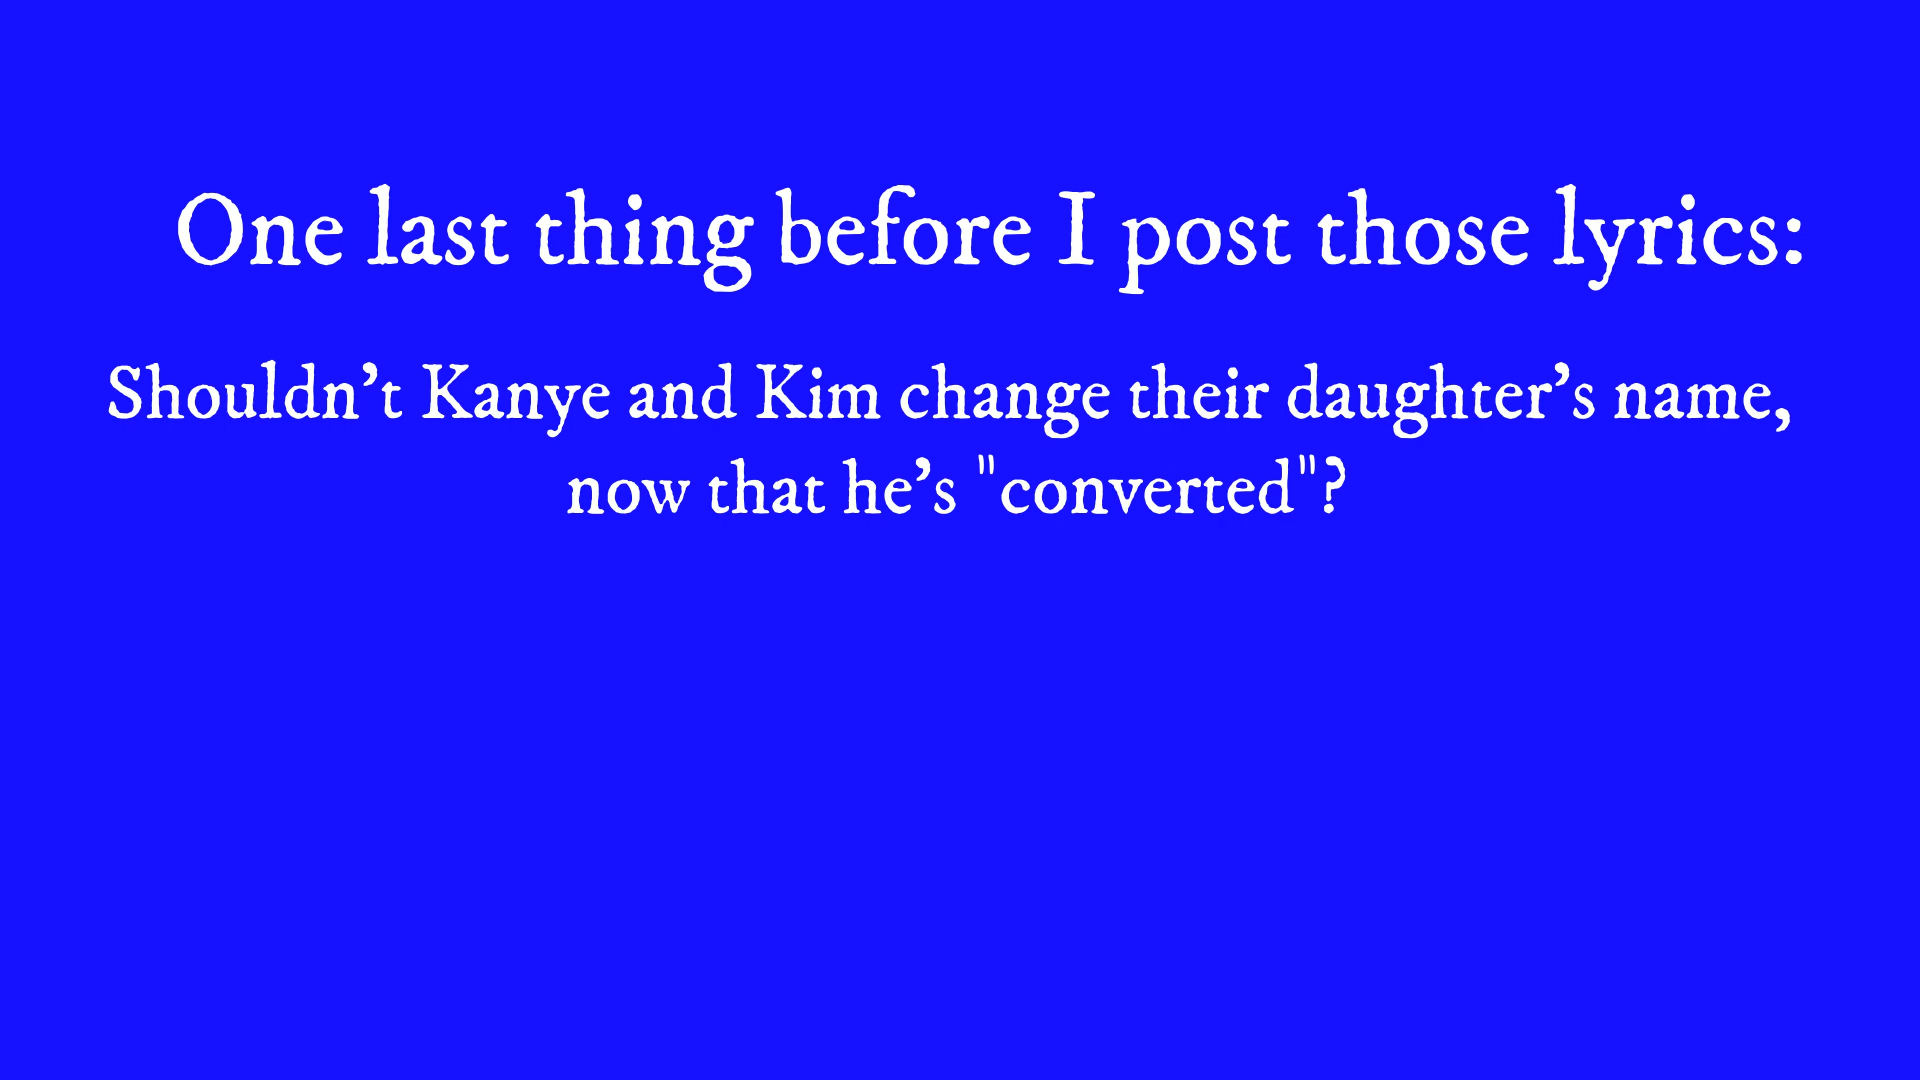 One last thing before I post those lyrics:
Shouldn’t Kanye and Kim change their daughter’s name,
now that he’s "converted"?